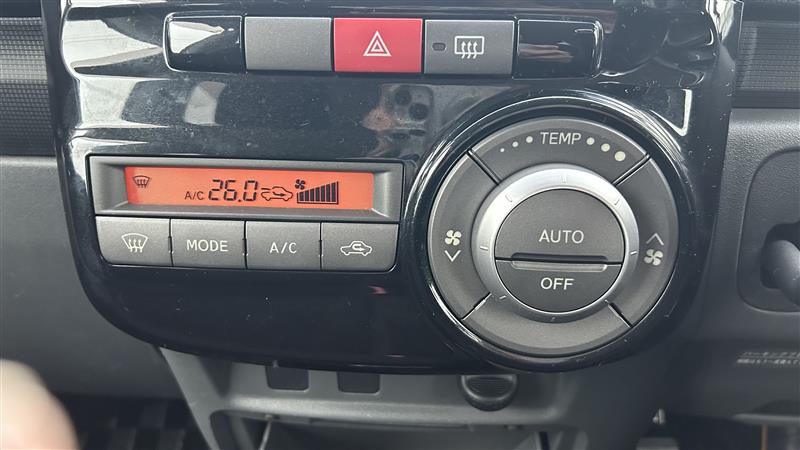 TEMP
A/C 26.0
MODE
A/C
AUTO
OFF